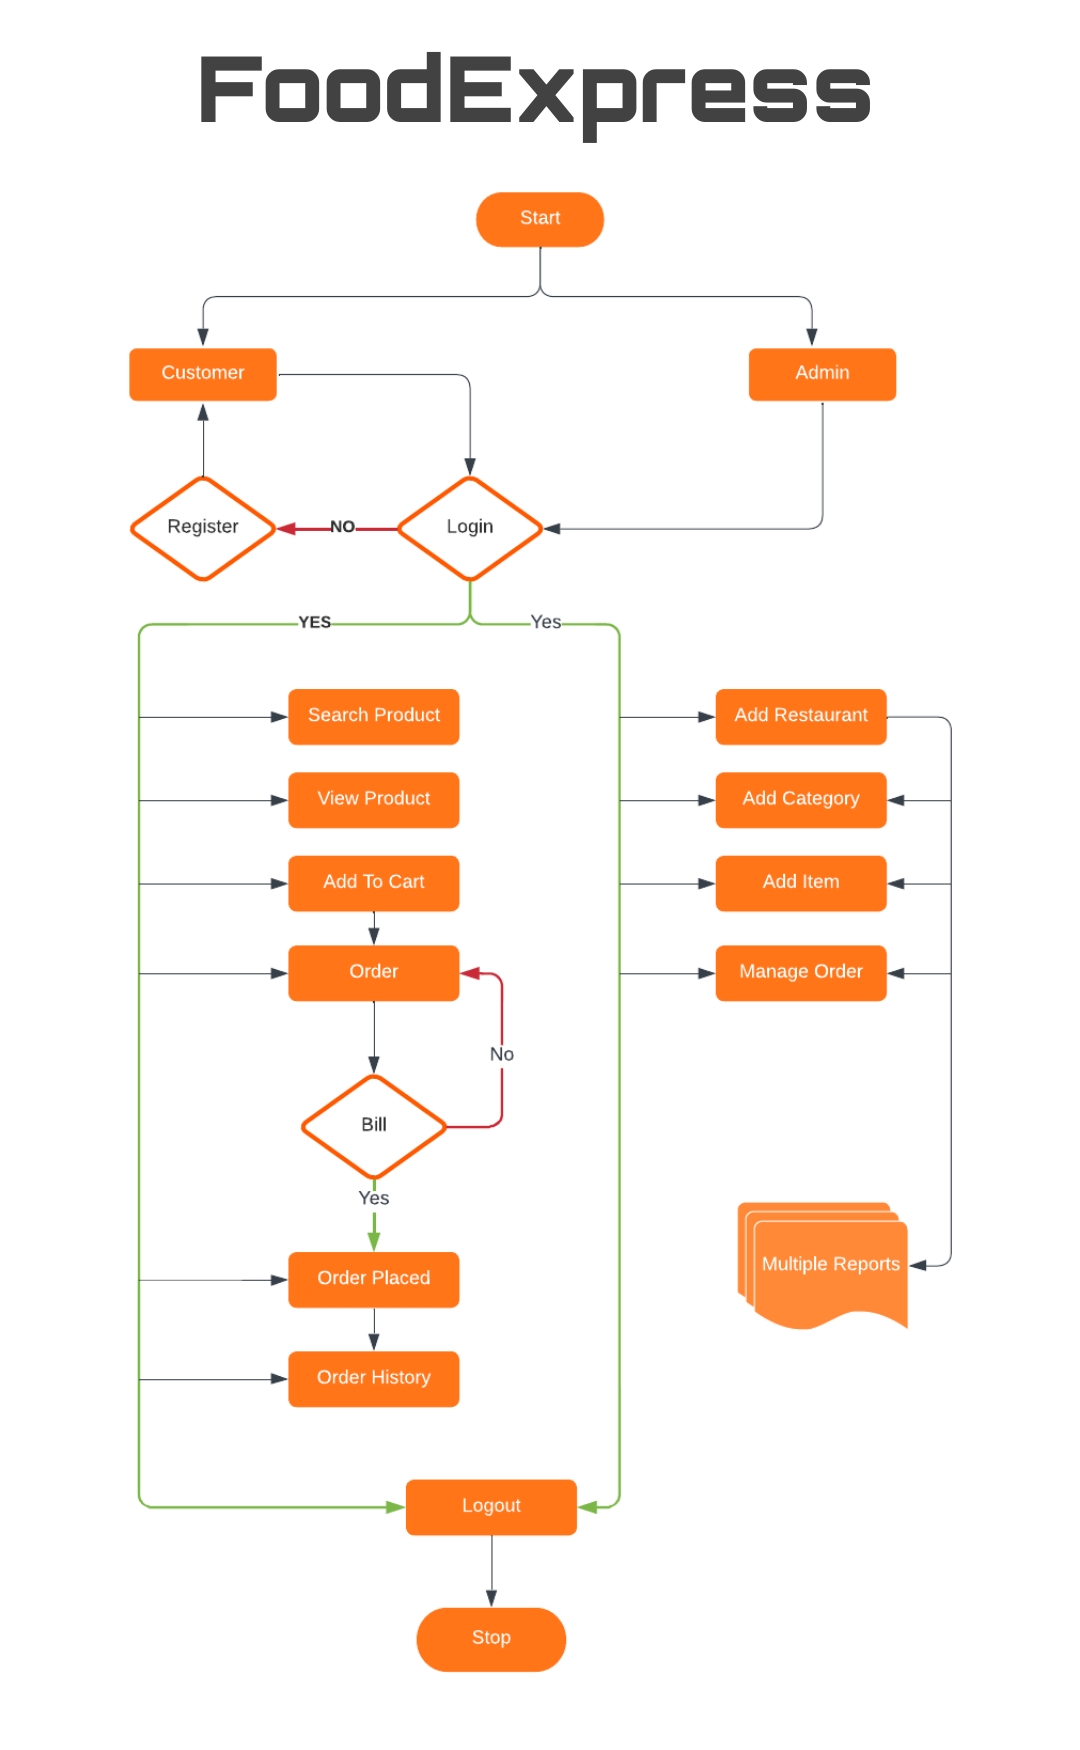 FoodExpress
Start
Customer
Admin
Register
NO
Login
YES
Yes
Search Product
Add Restaurant
View Product
Add Category
Add To Cart
Add Item
Order
Manage Order
No
Bill
Yes
Multiple Reports
Order Placed
Order History
Logout
Stop